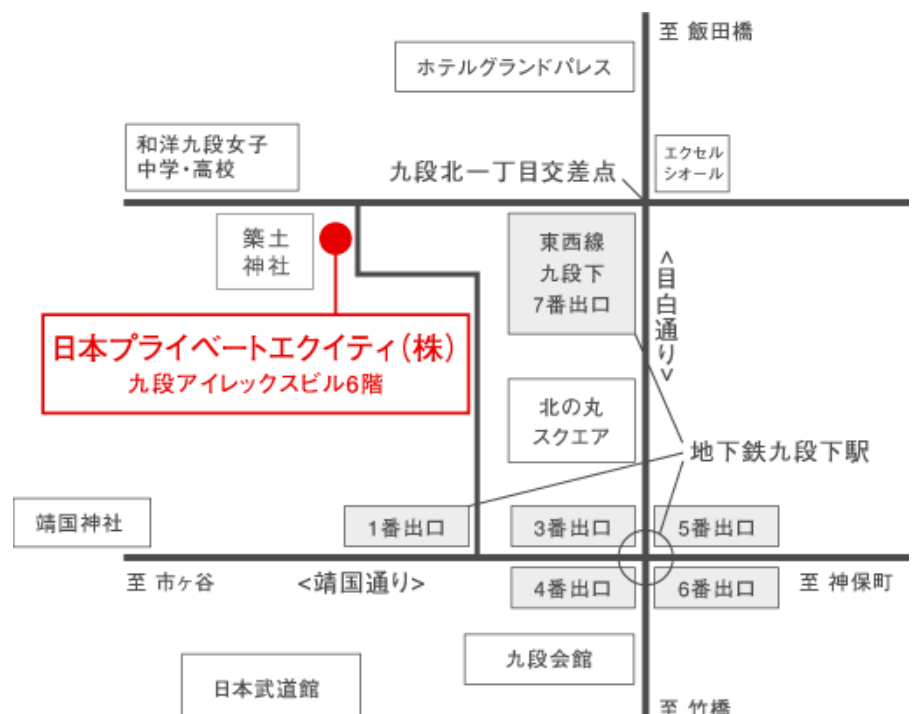 至 飯田橋
ホテルグランドパレス
和洋九段女子
中学・高校
九段北一丁目交差点
エクセル
シオール
築土
神社
東西線
九段下
7番出口
<目白通り>
日本プライベートエクイティ(株)
九段アイレックスビル6階
北の丸
スクエア
地下鉄九段下駅
靖国神社
1番出口
3番出口
5番出口
至 市ヶ谷
<靖国通り>
4番出口
6番出口
至 神保町
九段会館
日本武道館
至 竹橋